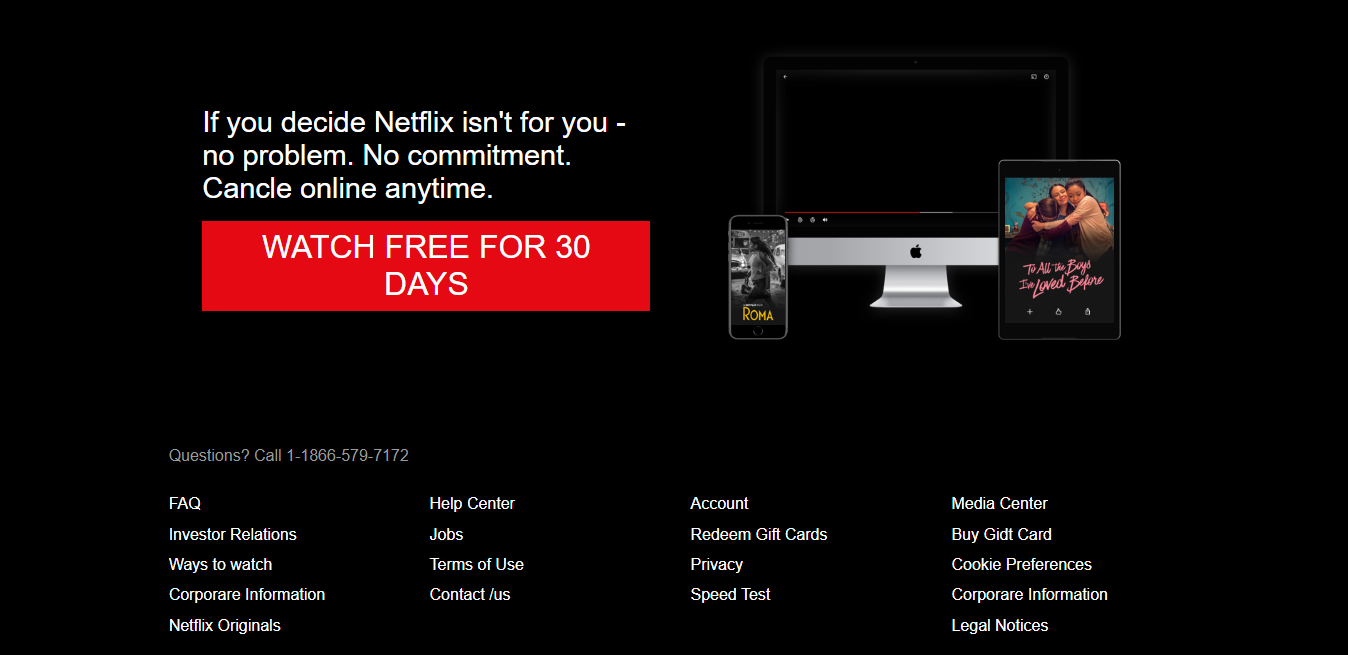 If you decide Netflix isn't for you -
no problem. No commitment.
Cancle online anytime.
WATCH FREE FOR 30
DAYS
ROMA
To All The Boys
I've Loved Before
Questions? Call 1-1866-579-7172
FAQ
Investor Relations
Ways to watch
Corporare Information
Netflix Originals
Help Center
Jobs
Terms of Use
Contact /us
Account
Redeem Gift Cards
Privacy
Speed Test
Media Center
Buy Gidt Card
Cookie Preferences
Corporare Information
Legal Notices